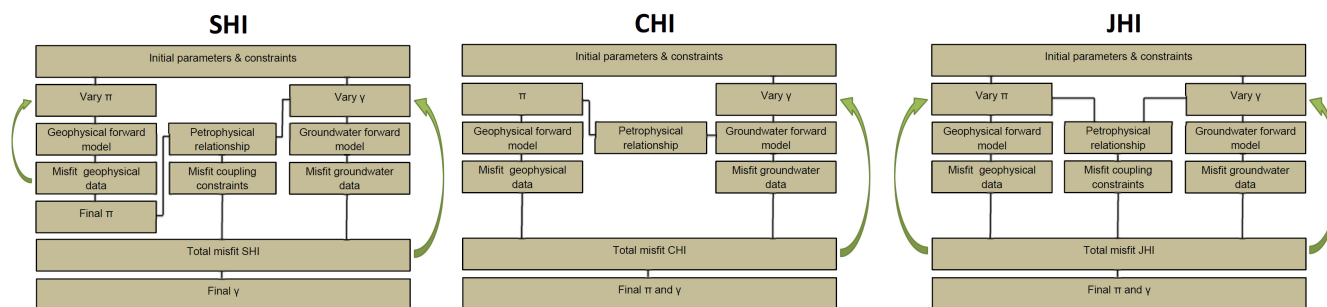 SHI
Initial parameters & constraints
Vary π
Vary γ
Geophysical forward
model
Petrophysical
relationship
Groundwater forward
model
Misfit geophysical
data
Misfit coupling
constraints
Misfit groundwater
data
Final π
Total misfit SHI
Final γ
CHI
Initial parameters & constraints
π
Vary γ
Geophysical forward
model
Petrophysical
relationship
Groundwater forward
model
Misfit geophysical
data
Misfit groundwater
data
Total misfit CHI
Final π and γ
JHI
Initial parameters & constraints
Vary π
Vary γ
Geophysical forward
model
Petrophysical
relationship
Groundwater forward
model
Misfit geophysical
data
Misfit coupling
constraints
Misfit groundwater
data
Total misfit JHI
Final π and γ